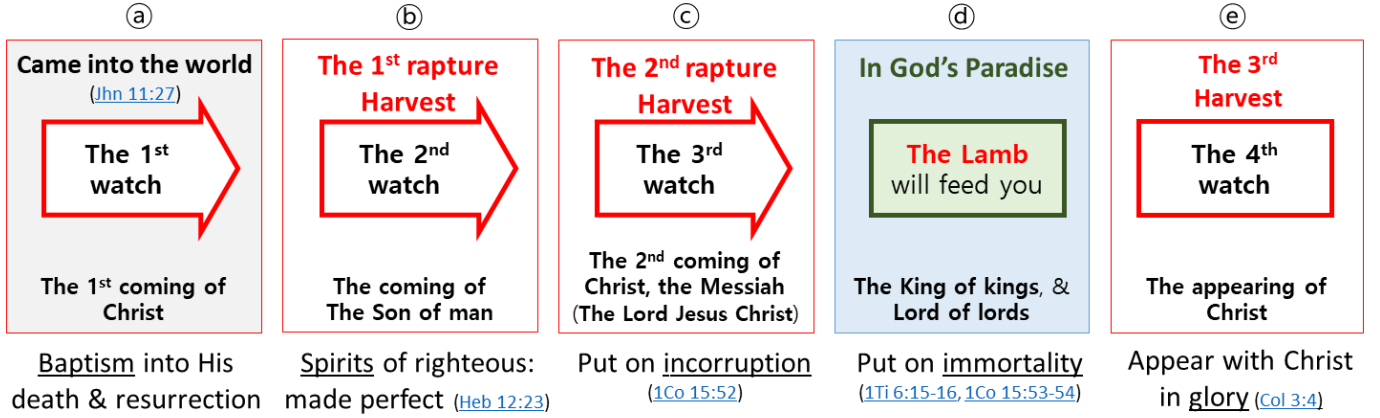 ⓐ
Came into the world
(Jhn 11:27)
The 1st
watch
The 1st coming of
Christ
Baptism into His
death & resurrection
ⓑ
The 1st rapture
Harvest
The 2nd
watch
The coming of
The Son of man
Spirits of righteous:
made perfect (Heb 12:23)
ⓒ
The 2nd rapture
Harvest
The 3rd
watch
The 2nd coming of
Christ, the Messiah
(The Lord Jesus Christ)
Put on incorruption
(1Co 15:52)
ⓓ
In God's Paradise
The Lamb
will feed you
The King of kings, &
Lord of lords
Put on immortality
(1Ti 6:15-16, 1Co 15:53-54)
ⓔ
The 3rd
Harvest
The 4th
watch
The appearing of
Christ
Appear with Christ
in glory (Col 3:4)